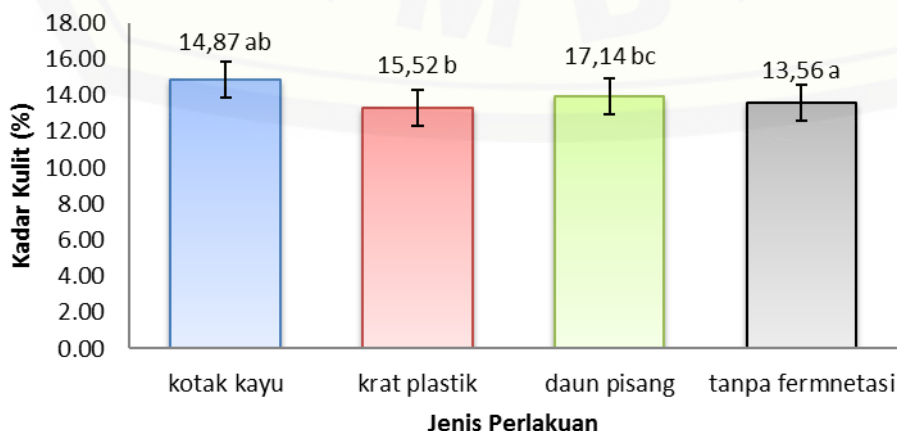 18.00
16.00
14.00
12.00
10.00
8.00
6.00
4.00
2.00
0.00
Kadar Kulit (%)
14,87 ab
15,52 b
17,14 bc
13,56 a
kotak kayu
krat plastik
daun pisang
tanpa fermnetasi
Jenis Perlakuan